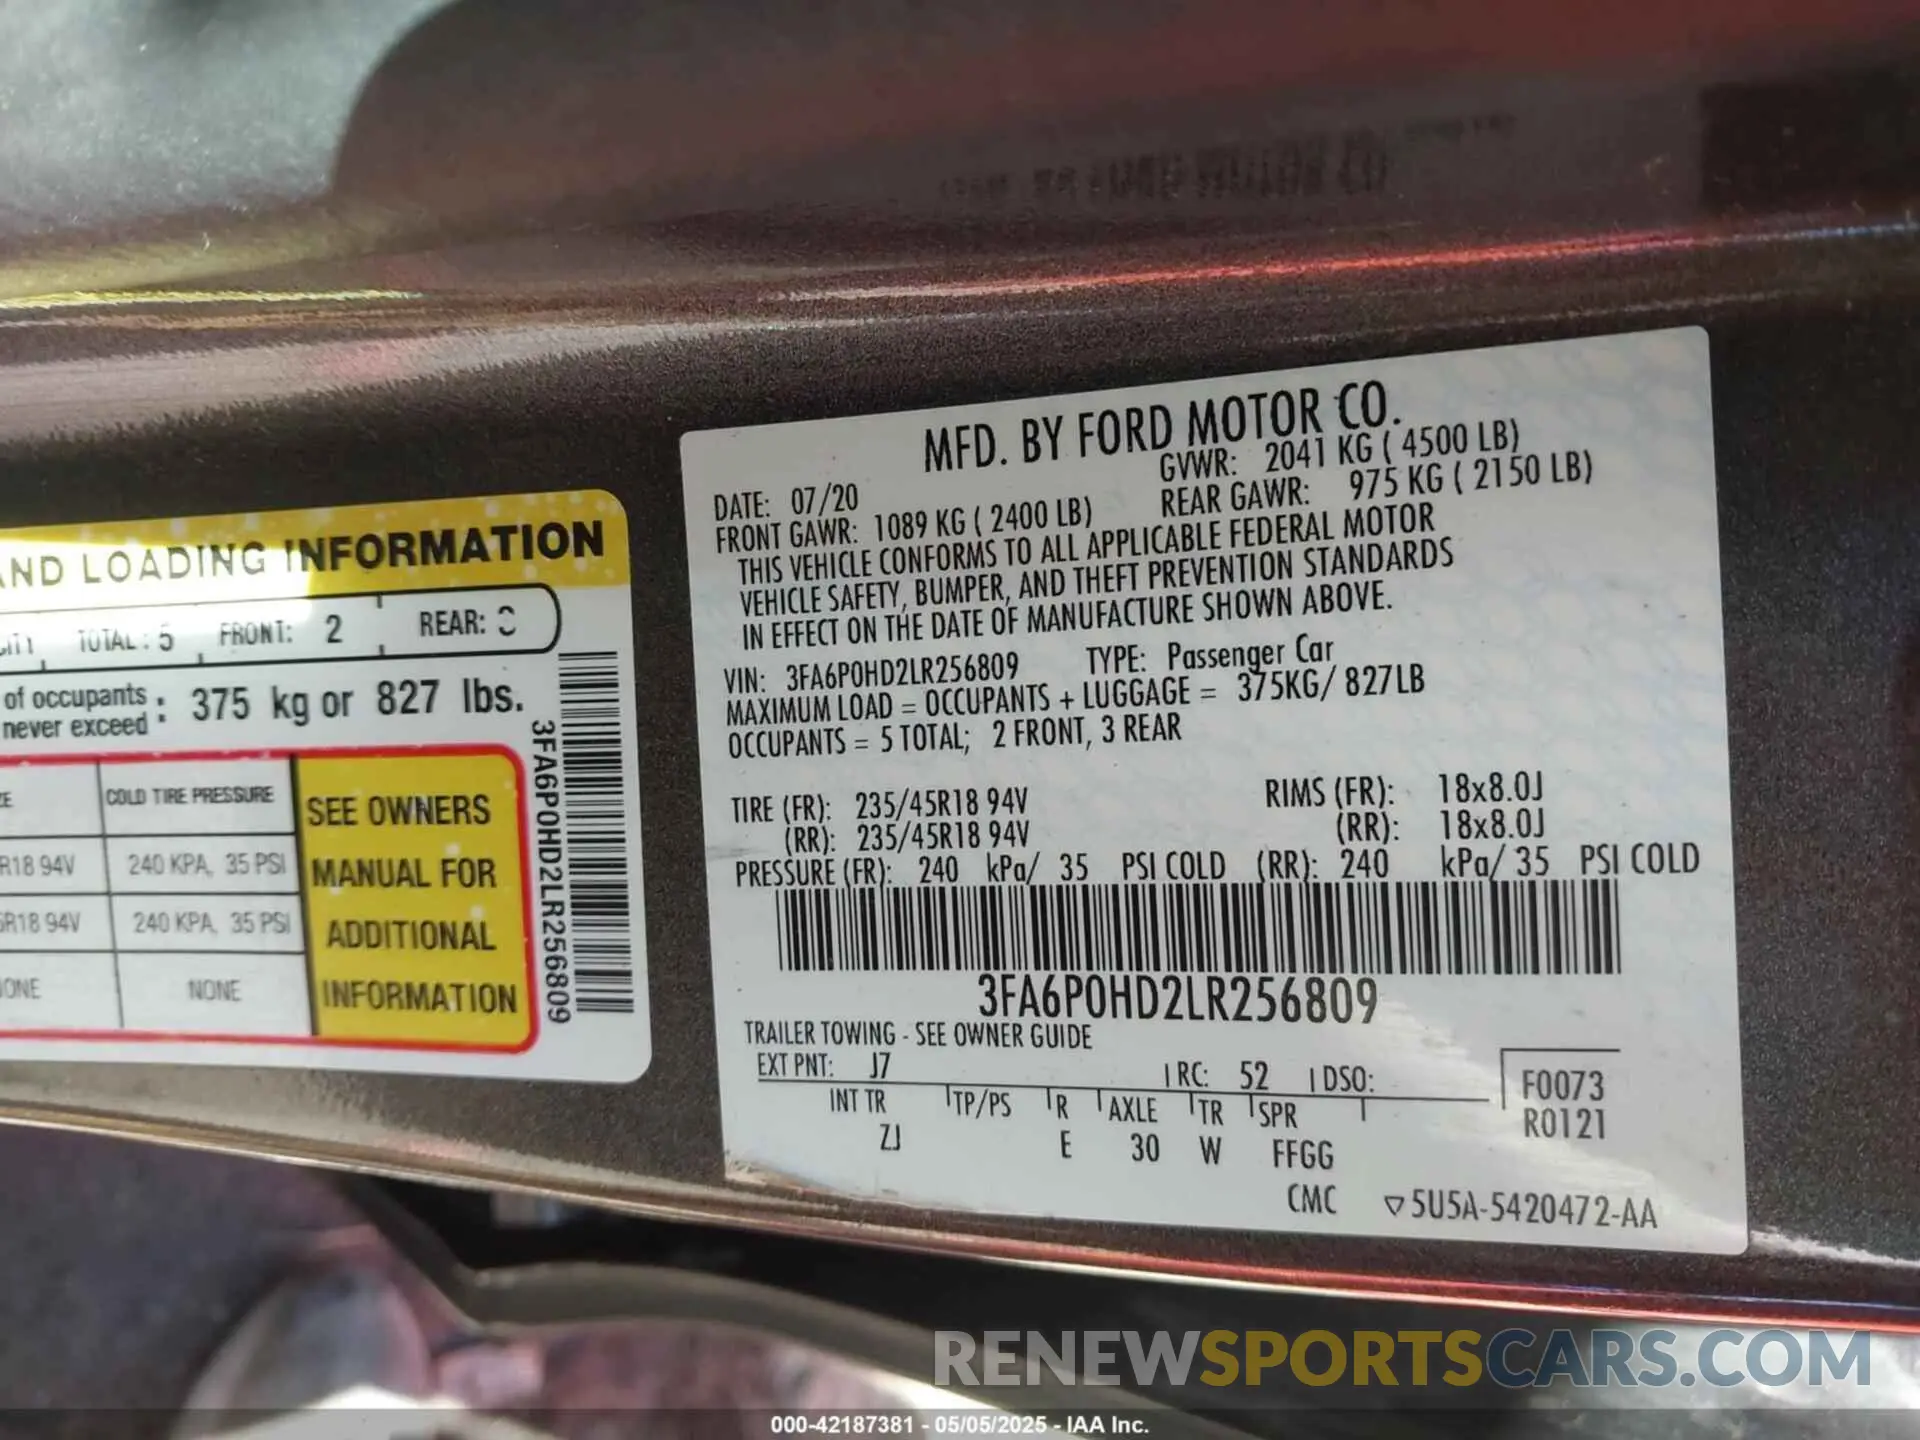 AND LOADING INFORMATION
TOTAL: 5 FRONT: 2 REAR:
of occupants
never exceed : 375 kg or 827 lbs.
COLD TIRE PRESSURE
R18 94V 240 KPA, 35 PSI
R18 94V 240 KPA, 35 PSI
NONE NONE
SEE OWNERS
MANUAL FOR
ADDITIONAL
INFORMATION
3FA6P0HD2LR256809
MFD. BY FORD MOTOR CO.
DATE: 07/20 GVWR: 2041 KG ( 4500 LB)
FRONT GAWR: 1089 KG ( 2400 LB) REAR GAWR: 975 KG ( 2150 LB)
THIS VEHICLE CONFORMS TO ALL APPLICABLE FEDERAL MOTOR
VEHICLE SAFETY, BUMPER, AND THEFT PREVENTION STANDARDS
IN EFFECT ON THE DATE OF MANUFACTURE SHOWN ABOVE.
VIN: 3FA6P0HD2LR256809 TYPE: Passenger Car
MAXIMUM LOAD = OCCUPANTS + LUGGAGE = 375KG/ 827LB
OCCUPANTS = 5 TOTAL; 2 FRONT, 3 REAR
TIRE (FR): 235/45R18 94V RIMS (FR): 18x8.0J
(RR): 235/45R18 94V (RR): 18x8.0J
PRESSURE (FR): 240 kPa/ 35 PSI COLD (RR): 240 kPa/ 35 PSI COLD
3FA6P0HD2LR256809
TRAILER TOWING - SEE OWNER GUIDE
EXT PNT: J7 RC: 52 DSO:
INT TR TP/PS R AXLE TR SPR
ZJ E 30 W FFGG
F0073
R0121
CMC ▽5U5A-5420472-AA
RENEWSPORTSCARS.COM
000-42187381 - 05/05/2025 - IAA Inc.